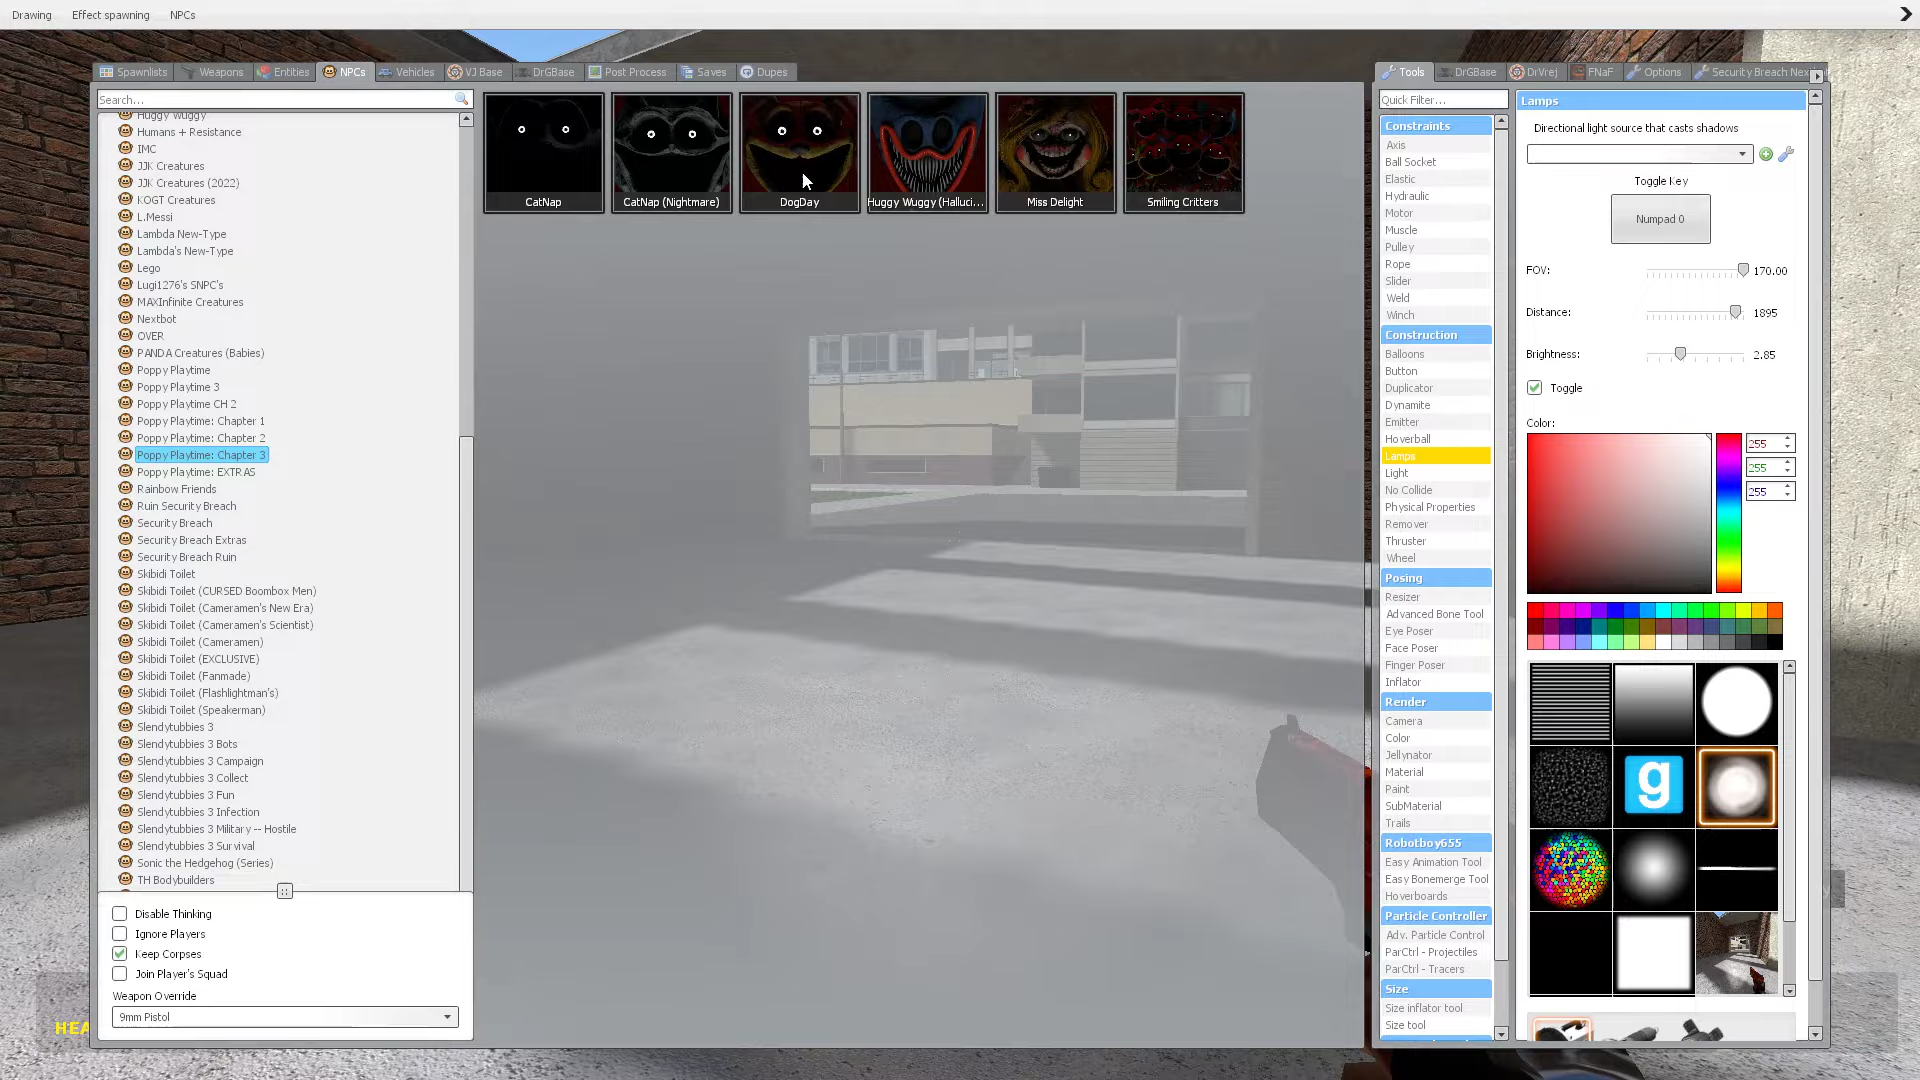 Drawing Effect spawning NPCs
Spawnlists Weapons Entities NPCs Vehicles VJ Base DrGBase Post Process Saves Dupes
Search...
Huggy Wuggy
Humans + Resistance
IMC
JJK Creatures
JJK Creatures (2022)
KOGT Creatures
L.Messi
Lambda New-Type
Lambda's New-Type
Lego
Lugi1276's SNPC's
MAXInfinite Creatures
Nextbot
OVER
PANDA Creatures (Babies)
Poppy Playtime
Poppy Playtime 3
Poppy Playtime CH 2
Poppy Playtime: Chapter 1
Poppy Playtime: Chapter 2
Poppy Playtime: Chapter 3
Poppy Playtime: EXTRAS
Rainbow Friends
Ruin Security Breach
Security Breach
Security Breach Extras
Security Breach Ruin
Skibidi Toilet
Skibidi Toilet (CURSED Boombox Men)
Skibidi Toilet (Cameramen's New Era)
Skibidi Toilet (Cameramen's Scientist)
Skibidi Toilet (Cameramen)
Skibidi Toilet (EXCLUSIVE)
Skibidi Toilet (Fanmade)
Skibidi Toilet (Flashlightman's)
Skibidi Toilet (Speakerman)
Slendytubbies 3
Slendytubbies 3 Bots
Slendytubbies 3 Campaign
Slendytubbies 3 Collect
Slendytubbies 3 Fun
Slendytubbies 3 Infection
Slendytubbies 3 Military -- Hostile
Slendytubbies 3 Survival
Sonic the Hedgehog (Series)
TH Bodybuilders
Disable Thinking
Ignore Players
Keep Corpses
Join Player's Squad
Weapon Override
9mm Pistol
HEA
CatNap CatNap (Nightmare) DogDay Huggy Wuggy (Halluci... Miss Delight Smiling Critters
Tools DrGBase DrVrej FNaF Options Security Breach Nex
Quick Filter...
Constraints
Axis
Ball Socket
Elastic
Hydraulic
Motor
Muscle
Pulley
Rope
Slider
Weld
Winch
Construction
Balloons
Button
Duplicator
Dynamite
Emitter
Hoverball
Lamps
Light
No Collide
Physical Properties
Remover
Thruster
Wheel
Posing
Resizer
Advanced Bone Tool
Eye Poser
Face Poser
Finger Poser
Inflator
Render
Camera
Color
Jellynator
Material
Paint
SubMaterial
Trails
Robotboy655
Easy Animation Tool
Easy Bonemerge Tool
Hoverboards
Particle Controller
Adv. Particle Control
ParCtrl - Projectiles
ParCtrl - Tracers
Size
Size inflator tool
Size tool
Lamps
Directional light source that casts shadows
Toggle Key
Numpad 0
FOV: 170.00
Distance: 1895
Brightness: 2.85
Toggle
Color:
255
255
255
g